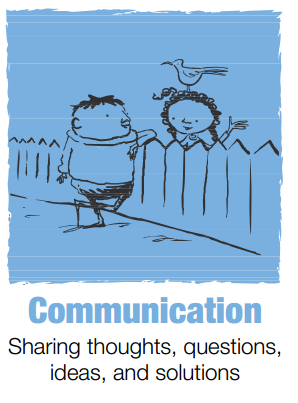 Communication
Sharing thoughts, questions,
ideas, and solutions